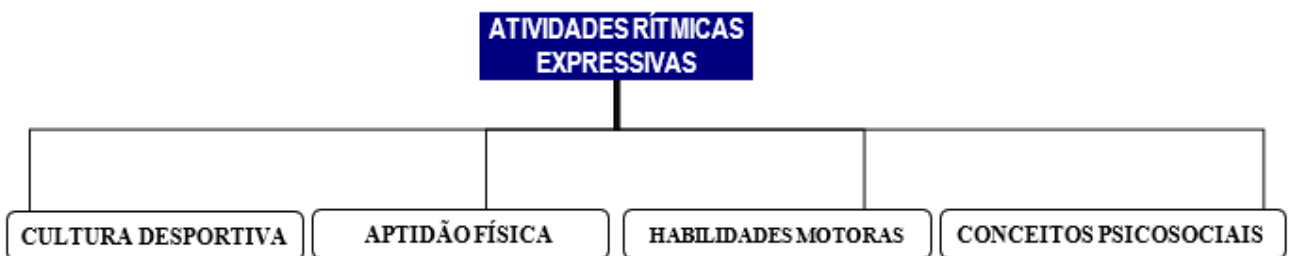 ATIVIDADES RÍTMICAS
EXPRESSIVAS
CULTURA DESPORTIVA
APTIDÃO FÍSICA
HABILIDADES MOTORAS
CONCEITOS PSICOSOCIAIS